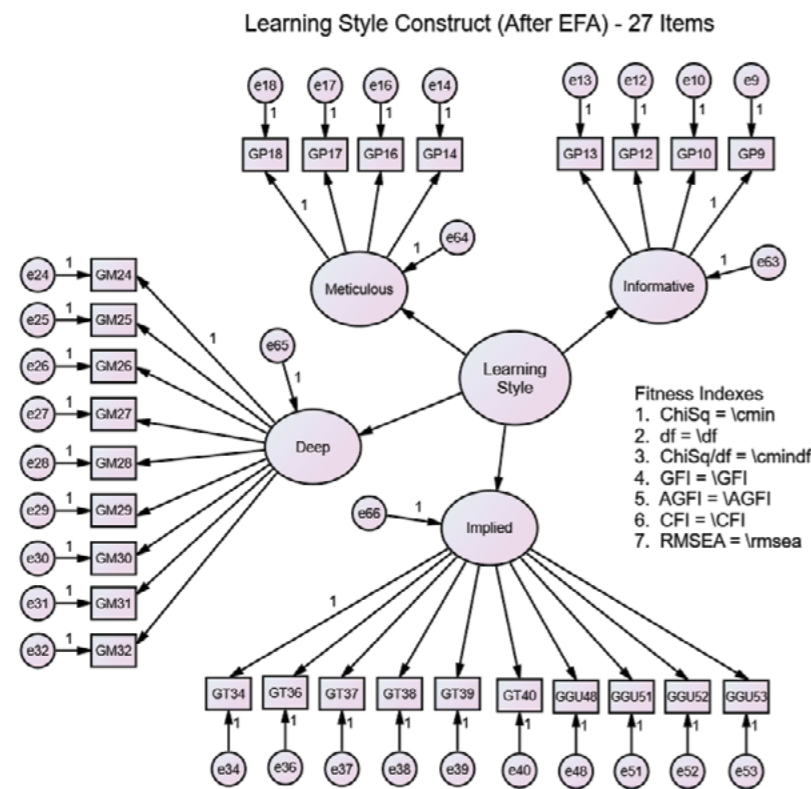 Learning Style Construct (After EFA) - 27 Items
e18 e17 e16 e14 e13 e12 e10 e9
1 1 1 1 1 1 1 1
GP18 GP17 GP16 GP14 GP13 GP12 GP10 GP9
1 1
1 e64 1 e63
Meticulous Informative
e24 1 GM24
e25 1 GM25
e26 1 GM26
e27 1 GM27
e28 1 GM28
e29 1 GM29
e30 1 GM30
e31 1 GM31
e32 1 GM32
1
e65
1
Deep
Learning
Style
Fitness Indexes
1. ChiSq = \cmin
2. df = \df
3. ChiSq/df = \cmindf
4. GFI = \GFI
5. AGFI = \AGFI
6. CFI = \CFI
7. RMSEA = \rmsea
e66 1 Implied
1
GT34 GT36 GT37 GT38 GT39 GT40 GGU48 GGU51 GGU52 GGU53
1 1 1 1 1 1 1 1 1 1
e34 e36 e37 e38 e39 e40 e48 e51 e52 e53